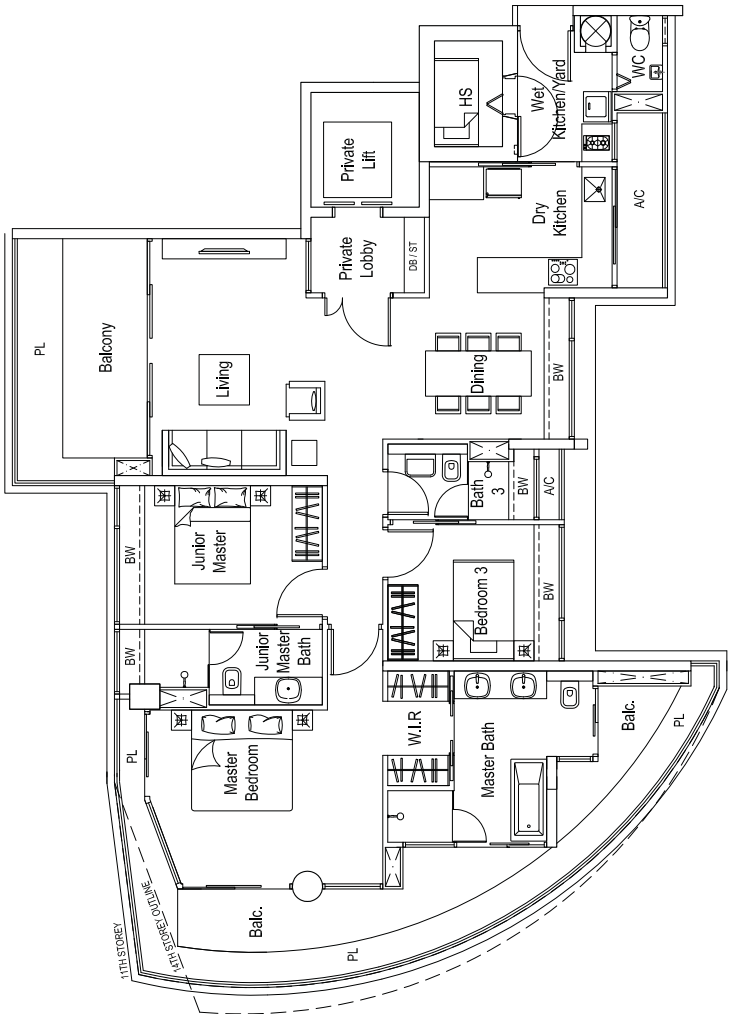 HS
Wet
Kitchen/Yard
WC
Private
Lift
A/C
Dry
Kitchen
Private
Lobby
DB / ST
PL
Balcony
Living
Dining
BW
Bath
3
BW
A/C
BW
Junior
Master
Bedroom 3
BW
BW
Junior
Master
Bath
W.I.R
Master Bath
Balc.
PL
PL
Master
Bedroom
Balc.
PL
11TH STOREY
14TH STOREY OUTLINE